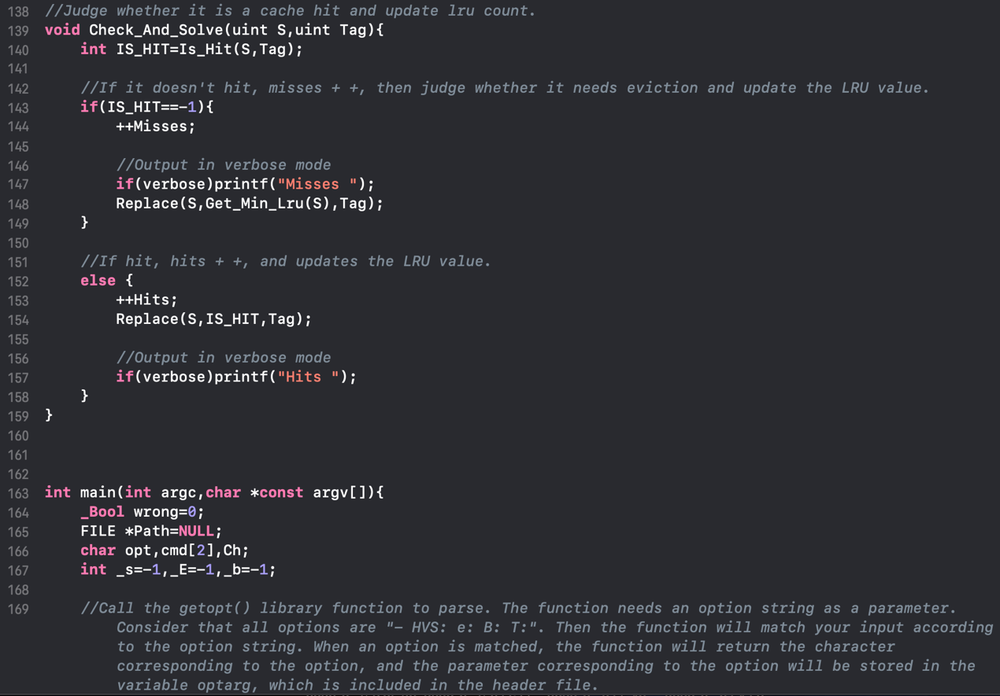 138 //Judge whether it is a cache hit and update lru count.
139 void Check_And_Solve(uint S,uint Tag){
140 int IS_HIT=Is_Hit(S,Tag);
141
142 //If it doesn't hit, misses + +, then judge whether it needs eviction and update the LRU value.
143 if(IS_HIT==-1){
144 ++Misses;
145
146 //Output in verbose mode
147 if(verbose)printf("Misses ");
148 Replace(S,Get_Min_Lru(S),Tag);
149 }
150
151 //If hit, hits + +, and updates the LRU value.
152 else {
153 ++Hits;
154 Replace(S,IS_HIT,Tag);
155
156 //Output in verbose mode
157 if(verbose)printf("Hits ");
158 }
159 }
160
161
162
163 int main(int argc,char *const argv[]){
164 _Bool wrong=0;
165 FILE *Path=NULL;
166 char opt,cmd[2],Ch;
167 int _s=-1,_E=-1,_b=-1;
168
169 //Call the getopt() library function to parse. The function needs an option string as a parameter.
Consider that all options are "- HVS: e: B: T:". Then the function will match your input according
to the option string. When an option is matched, the function will return the character
corresponding to the option, and the parameter corresponding to the option will be stored in the
variable optarg, which is included in the header file.